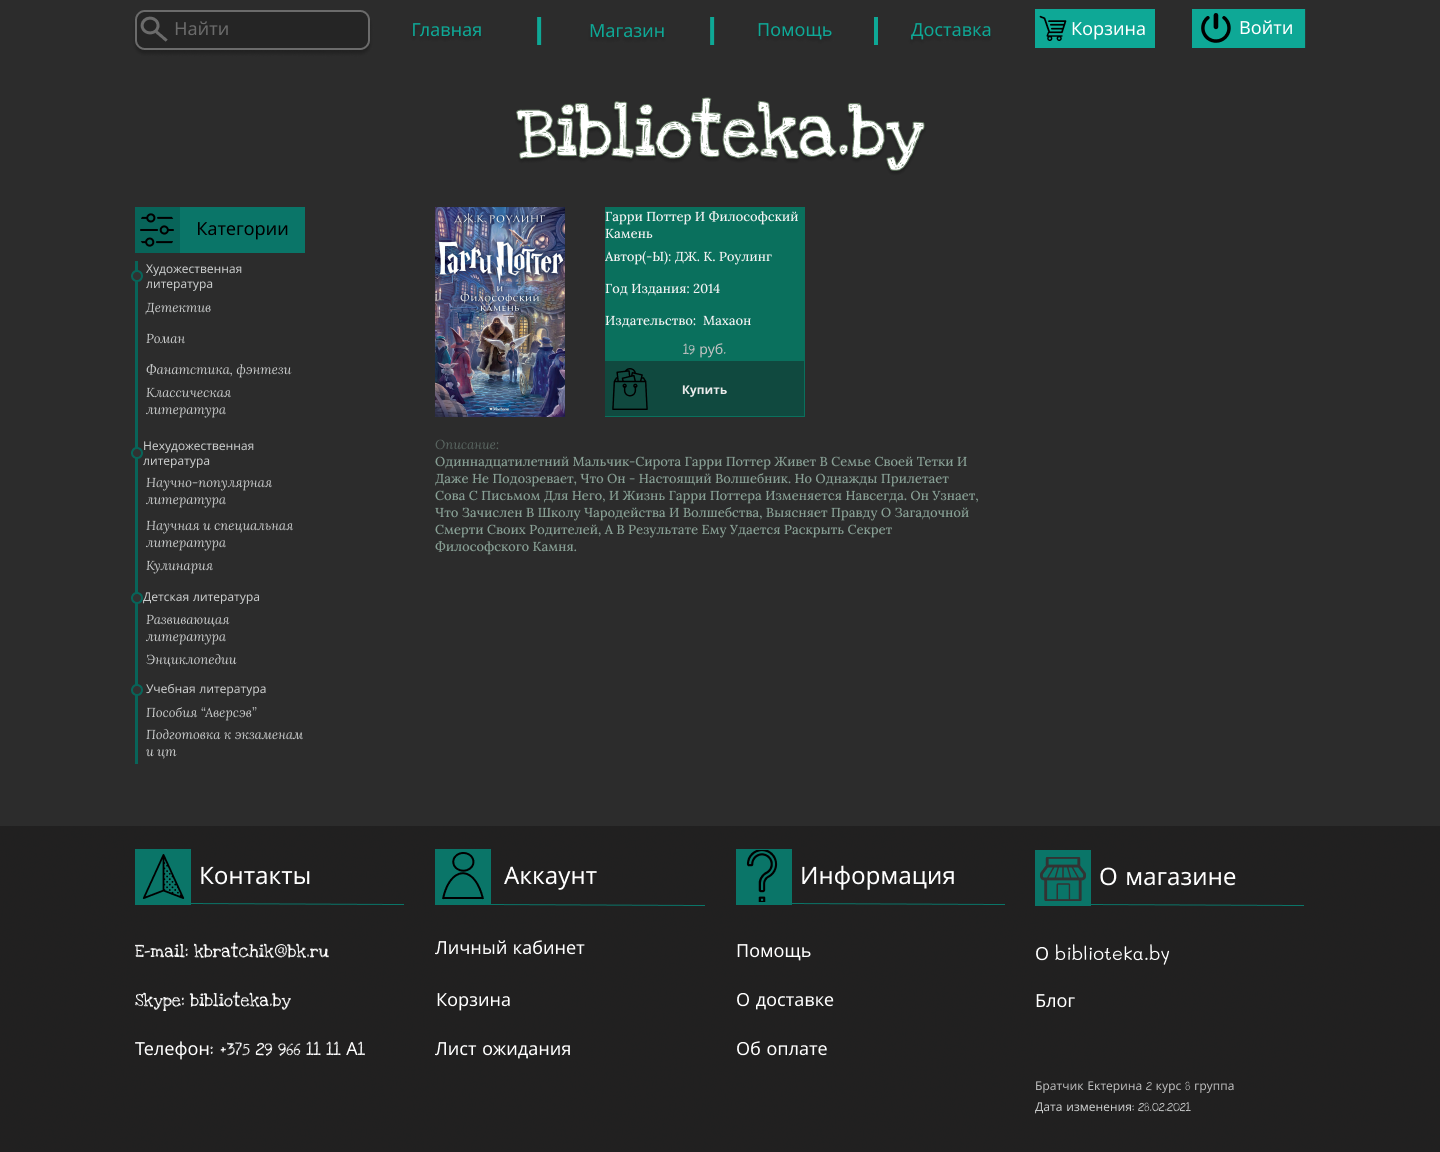 Найти
Главная
Магазин
Помощь
Доставка
Корзина
Войти
Biblioteka.by
Категории
Художественная
литература
Детектив
Роман
Фанатстика, фэнтези
Классическая
литература
Нехудожественная
литература
Научно-популярная
литература
Научная и специальная
литература
Кулинария
Детская литература
Развивающая
литература
Энциклопедии
Учебная литература
Пособия “Аверсэв”
Подготовка к экзаменам
и цт
ДЖ.К. РОУЛИНГ
Гарри Поттер
и
Философский
камень
Гарри Поттер И Философский
Камень
Автор(-Ы): ДЖ. К. Роулинг
Год Издания: 2014
Издательство: Махаон
19 руб.
Купить
Описание:
Одиннадцатилетний Мальчик-Сирота Гарри Поттер Живет В Семье Своей Тетки И
Даже Не Подозревает, Что Он - Настоящий Волшебник. Но Однажды Прилетает
Сова С Письмом Для Него, И Жизнь Гарри Поттера Изменяется Навсегда. Он Узнает,
Что Зачислен В Школу Чародейства И Волшебства, Выясняет Правду О Загадочной
Смерти Своих Родителей, А В Результате Ему Удается Раскрыть Секрет
Философского Камня.
Контакты
E-mail: kbratchik@bk.ru
Skype: biblioteka.by
Телефон: +375 29 966 11 11 A1
Аккаунт
Личный кабинет
Корзина
Лист ожидания
Информация
Помощь
О доставке
Об оплате
О магазине
О biblioteka.by
Блог
Братчик Ектерина 2 курс 8 группа
Дата изменения: 28.02.2021